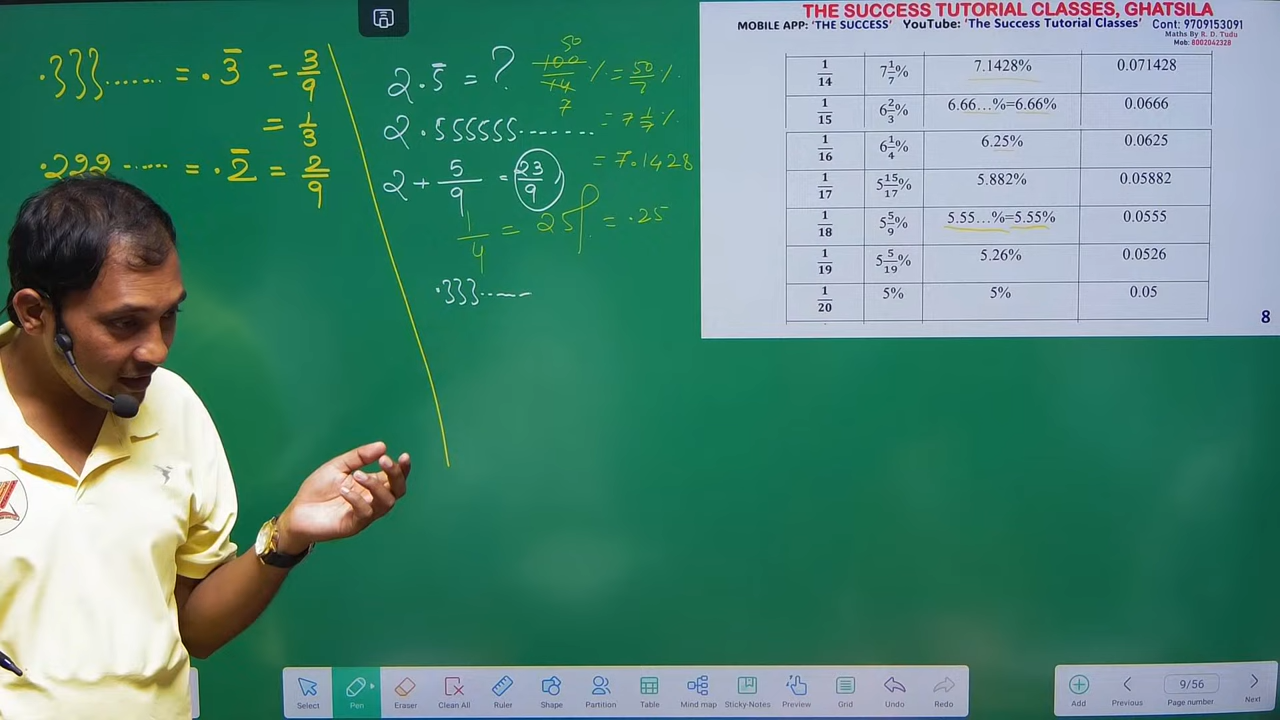 .333....... = .3̅ = 3/9
= 1/3
.222...... = .2̅ = 2/9
2.5̅ = ?
2.555555.......
2 + 5/9 = 23/9
50
100/14 % = 50/7 %
7
= 7 1/7 %
= 7.1428
1/4 = 25% = .25
.333......
THE SUCCESS TUTORIAL CLASSES, GHATSILA
MOBILE APP: 'THE SUCCESS' YouTube: 'The Success Tutorial Classes' Cont: 9709153091
Maths By R. D. Tudu
Mob: 8002042328
1/14 7 1/7% 7.1428% 0.071428
1/15 6 2/3% 6.66...%=6.66% 0.0666
1/16 6 1/4% 6.25% 0.0625
1/17 5 15/17% 5.882% 0.05882
1/18 5 5/9% 5.55...%=5.55% 0.0555
1/19 5 5/19% 5.26% 0.0526
1/20 5% 5% 0.05
8
Select Pen Eraser Clean All Ruler Shape Partition Table Mind map Sticky-Notes Preview Grid Undo Redo
Add Previous 9/56 Page number Next